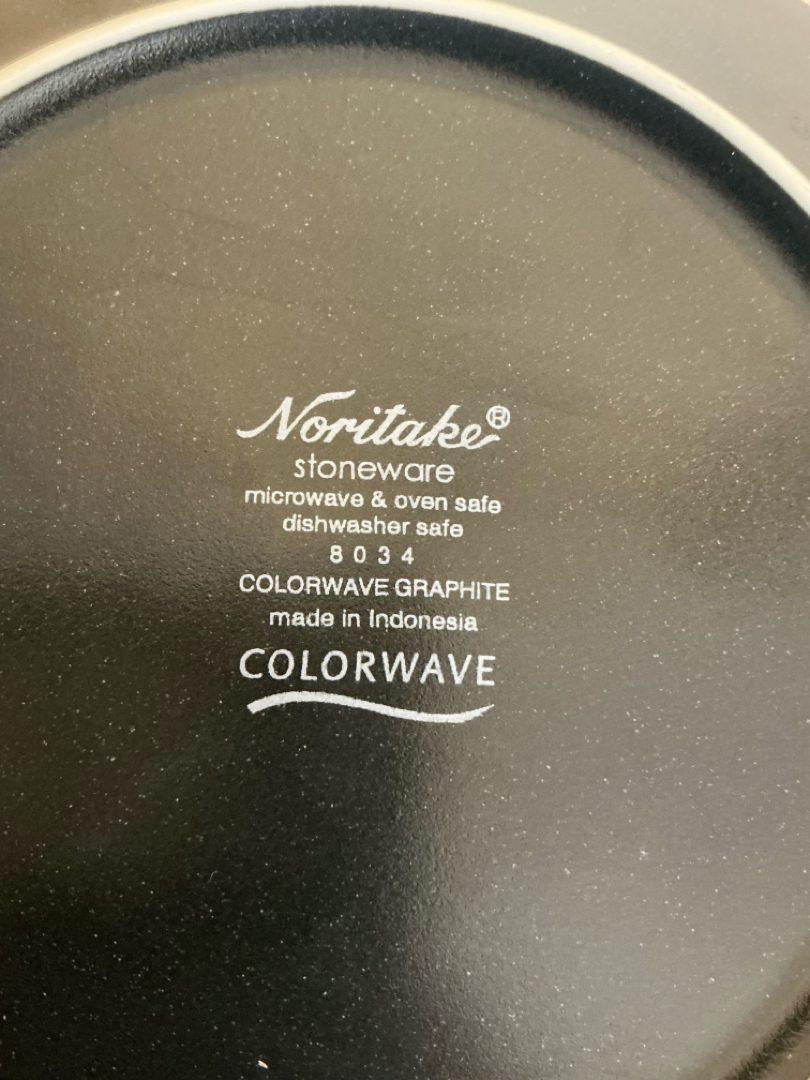 Noritake®
stoneware
microwave & oven safe
dishwasher safe
8034
COLORWAVE GRAPHITE
made in Indonesia
COLORWAVE